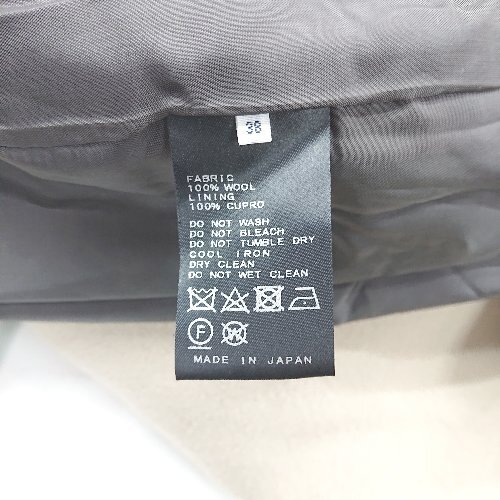 38
FABRIC
100% WOOL
LINING
100% CUPRO
DO NOT WASH
DO NOT BLEACH
DO NOT TUMBLE DRY
COOL IRON
DRY CLEAN
DO NOT WET CLEAN
F W
MADE IN JAPAN